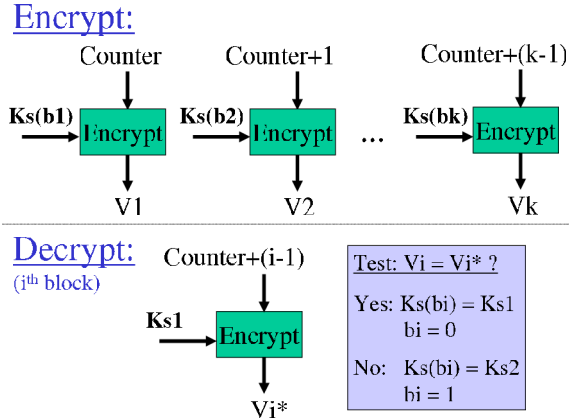 Encrypt:
Counter
Counter+1
Counter+(k-1)
Ks(b1)
Encrypt
Ks(b2)
Encrypt
...
Ks(bk)
Encrypt
V1
V2
Vk
Decrypt:
(ith block)
Counter+(i-1)
Ks1
Encrypt
Vi*
Test: Vi = Vi* ?
Yes: Ks(bi) = Ks1
bi = 0
No: Ks(bi) = Ks2
bi = 1